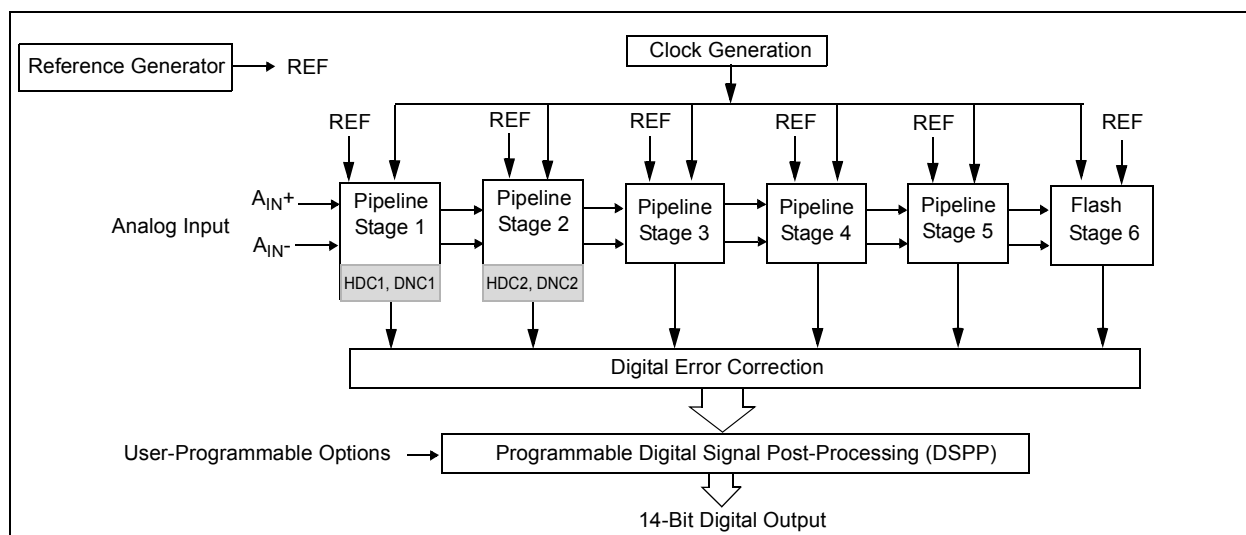 Clock Generation
Reference Generator
REF
REF
REF
REF
REF
REF
REF
Analog Input
AIN+
AIN-
Pipeline
Stage 1
HDC1, DNC1
Pipeline
Stage 2
HDC2, DNC2
Pipeline
Stage 3
Pipeline
Stage 4
Pipeline
Stage 5
Flash
Stage 6
Digital Error Correction
User-Programmable Options
Programmable Digital Signal Post-Processing (DSPP)
14-Bit Digital Output